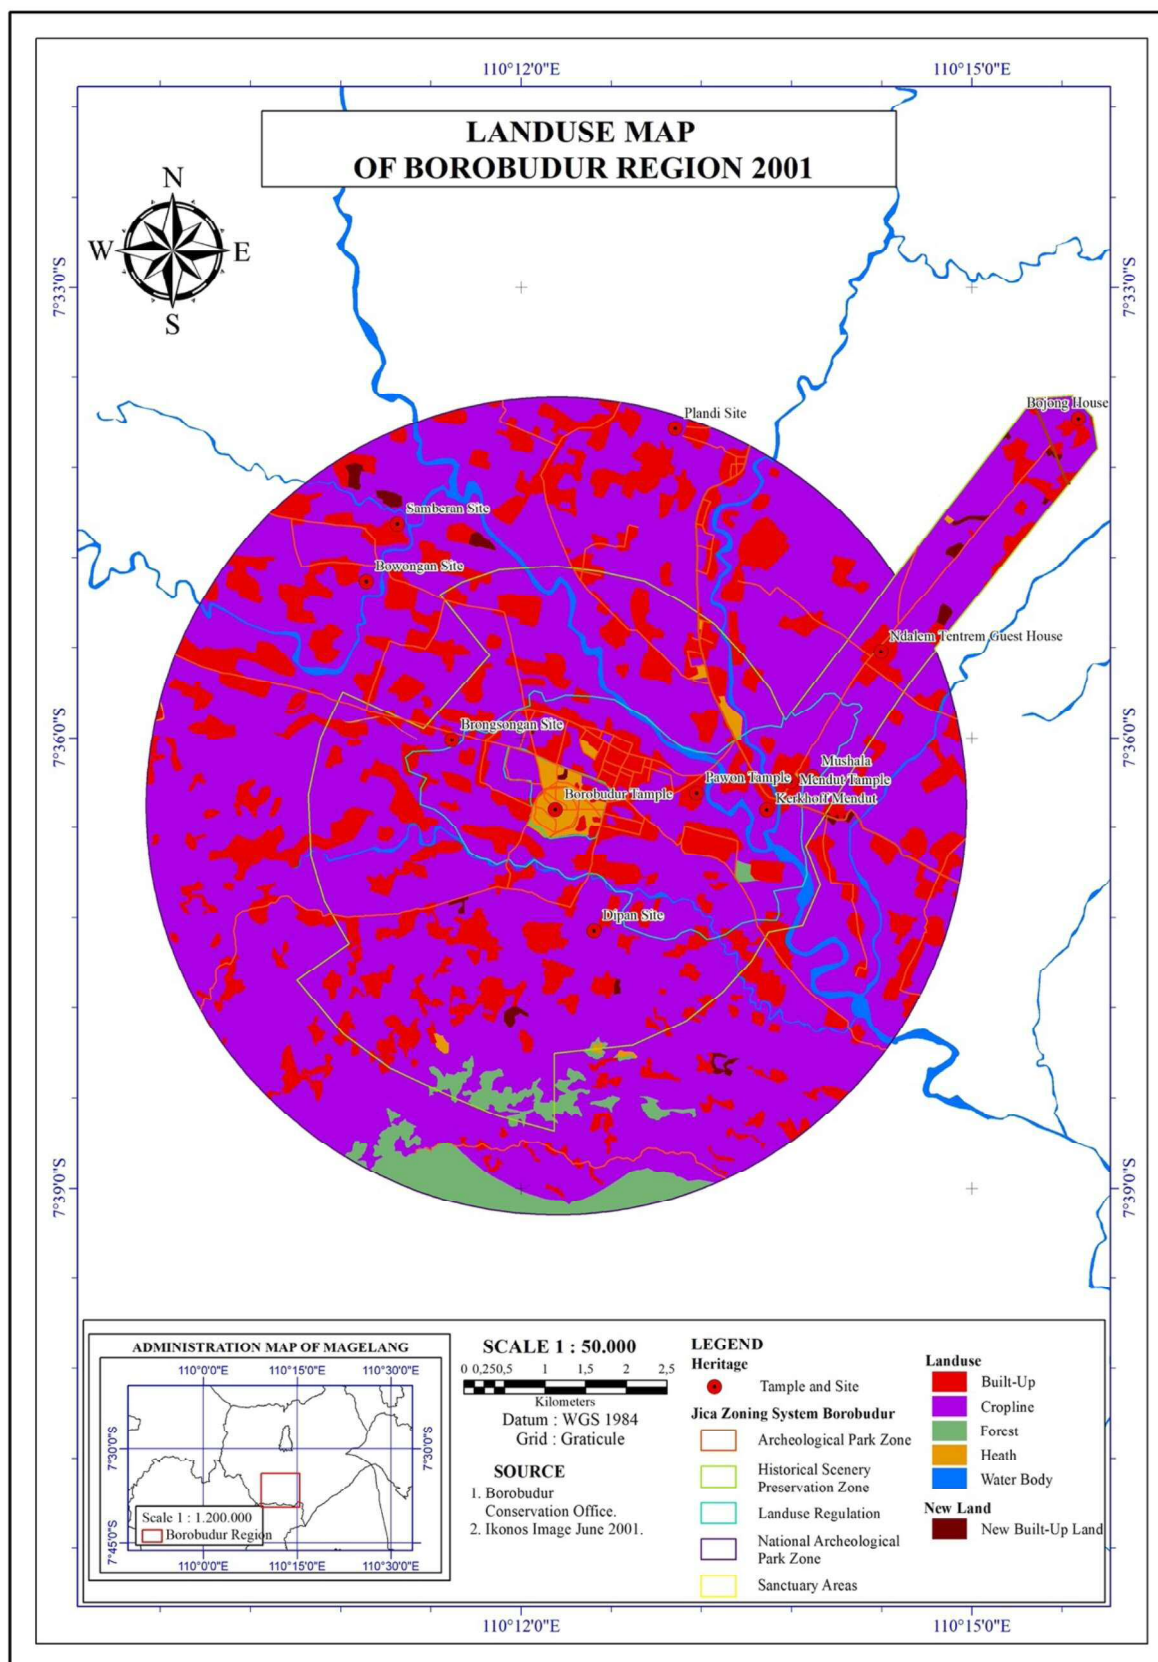 110°12'0"E 110°15'0"E
LANDUSE MAP
OF BOROBUDUR REGION 2001
N
W E
S
7°33'0"S 7°33'0"S
Bojong House
Plandi Site
Samberan Site
Bowongan Site
Ndalem Tentrem Guest House
7°36'0"S 7°36'0"S
Brongsongan Site
Mushala
Pawon Tample Mendut Tample
Borobudur Tample Kerkhoff Mendut
Dipan Site
7°39'0"S 7°39'0"S
ADMINISTRATION MAP OF MAGELANG
110°0'0"E 110°15'0"E 110°30'0"E
7°30'0"S 7°30'0"S
Scale 1 : 1.200.000
Borobudur Region
7°45'0"S 7°45'0"S
110°0'0"E 110°15'0"E 110°30'0"E
SCALE 1 : 50.000
0 0,250,5 1 1,5 2 2,5
Kilometers
Datum : WGS 1984
Grid : Graticule
SOURCE
1. Borobudur
Conservation Office.
2. Ikonos Image June 2001.
LEGEND
Heritage
Tample and Site
Jica Zoning System Borobudur
Archeological Park Zone
Historical Scenery
Preservation Zone
Landuse Regulation
National Archeological
Park Zone
Sanctuary Areas
Landuse
Built-Up
Cropline
Forest
Heath
Water Body
New Land
New Built-Up Land
110°12'0"E 110°15'0"E